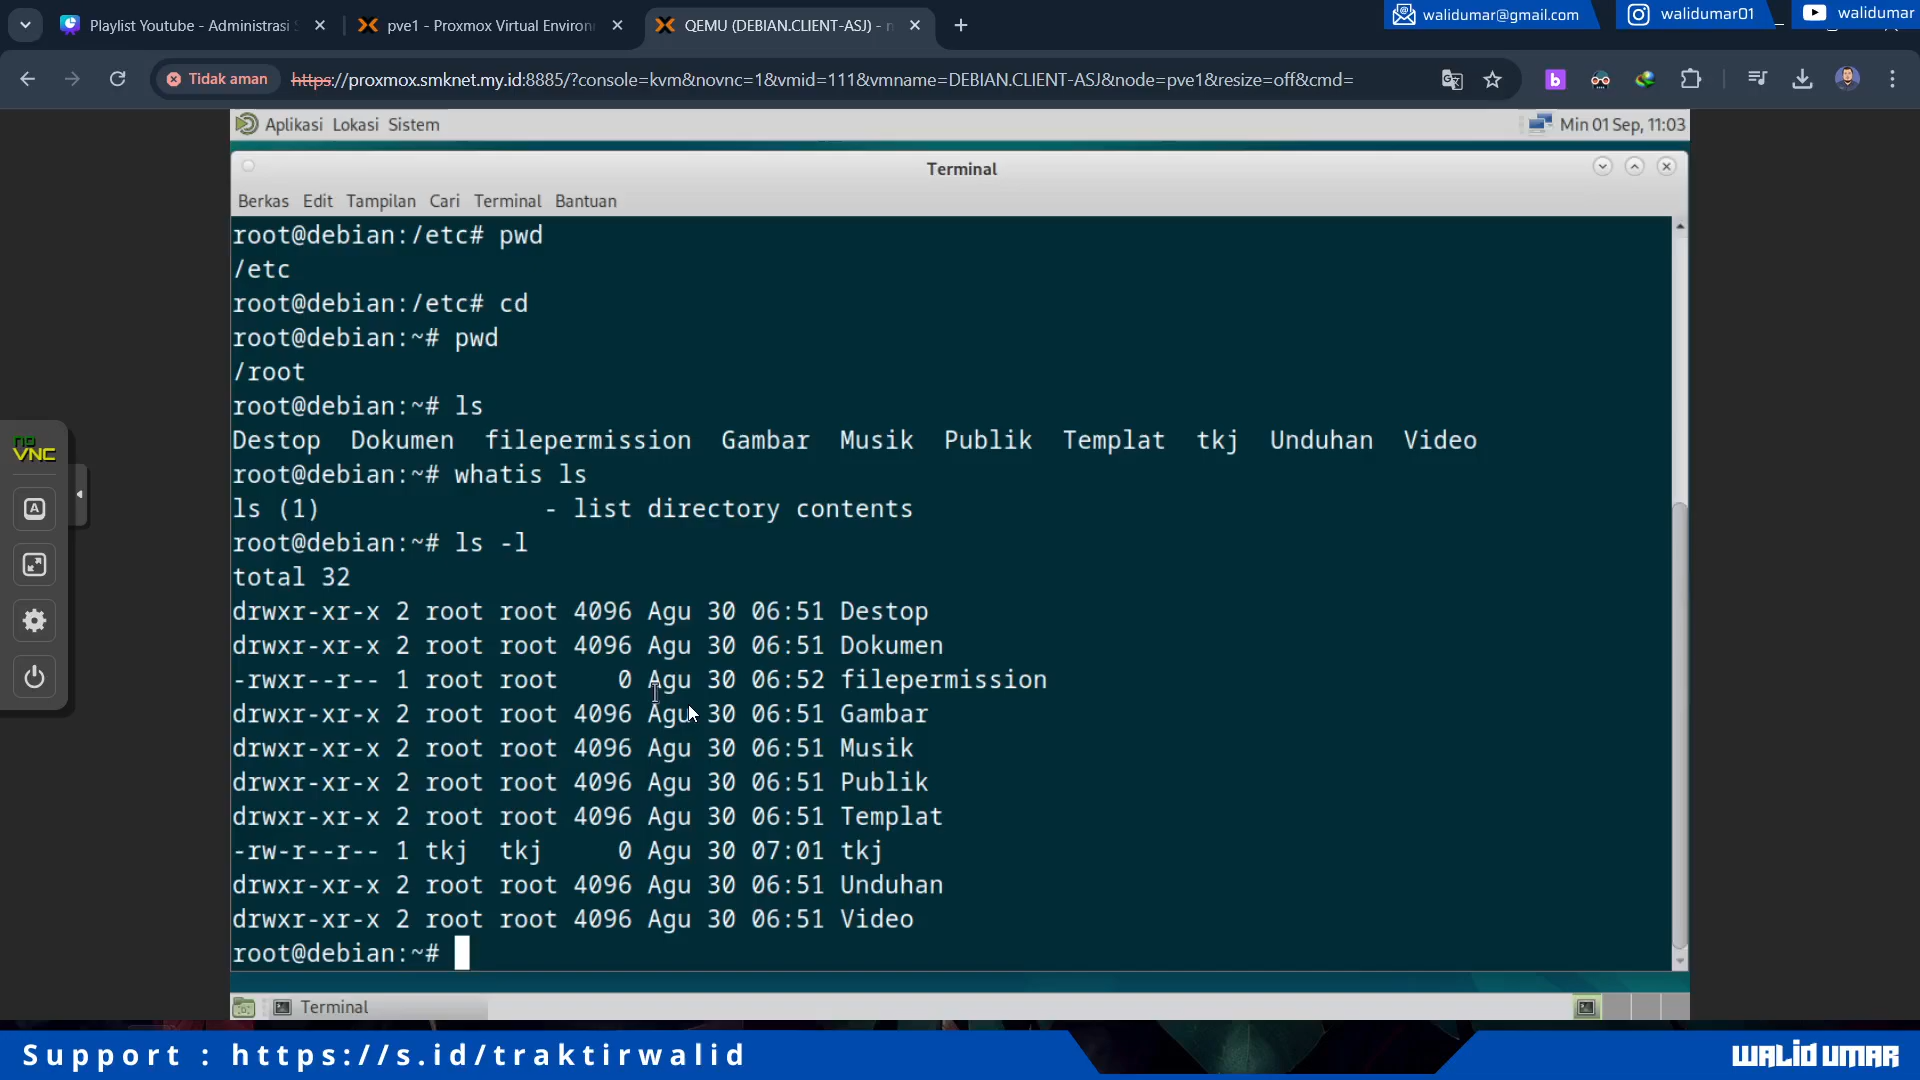 Playlist Youtube - Administrasi
pve1 - Proxmox Virtual Environ
QEMU (DEBIAN.CLIENT-ASJ) - n
walidumar@gmail.com
walidumar01
walidumar
Tidak aman
https://proxmox.smknet.my.id:8885/?console=kvm&novnc=1&vmid=111&vmname=DEBIAN.CLIENT-ASJ&node=pve1&resize=off&cmd=
Aplikasi Lokasi Sistem
Min 01 Sep, 11:03
Terminal
Berkas Edit Tampilan Cari Terminal Bantuan
root@debian:/etc# pwd
/etc
root@debian:/etc# cd
root@debian:~# pwd
/root
root@debian:~# ls
Destop Dokumen filepermission Gambar Musik Publik Templat tkj Unduhan Video
root@debian:~# whatis ls
ls (1) - list directory contents
root@debian:~# ls -l
total 32
drwxr-xr-x 2 root root 4096 Agu 30 06:51 Destop
drwxr-xr-x 2 root root 4096 Agu 30 06:51 Dokumen
-rwxr--r-- 1 root root 0 Agu 30 06:52 filepermission
drwxr-xr-x 2 root root 4096 Agu 30 06:51 Gambar
drwxr-xr-x 2 root root 4096 Agu 30 06:51 Musik
drwxr-xr-x 2 root root 4096 Agu 30 06:51 Publik
drwxr-xr-x 2 root root 4096 Agu 30 06:51 Templat
-rw-r--r-- 1 tkj tkj 0 Agu 30 07:01 tkj
drwxr-xr-x 2 root root 4096 Agu 30 06:51 Unduhan
drwxr-xr-x 2 root root 4096 Agu 30 06:51 Video
root@debian:~#
no
VNC
A
Terminal
Support : https://s.id/traktirwalid
WALID UMAR